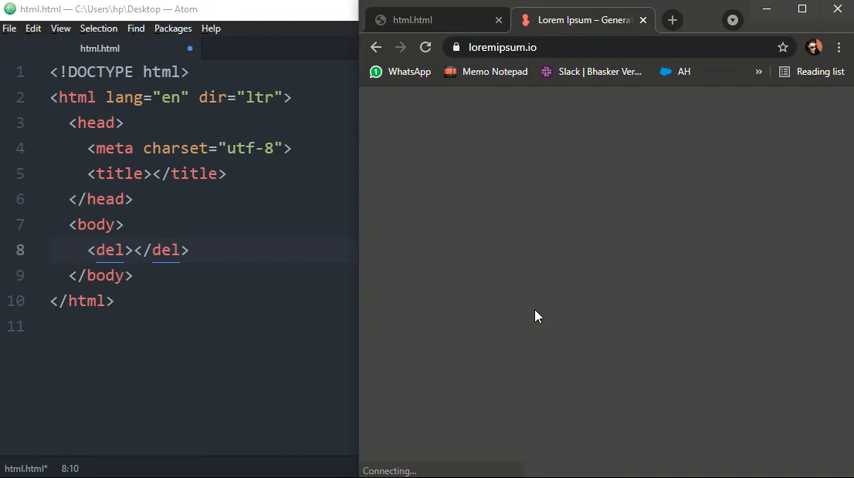 html.html — C:\Users\hp\Desktop — Atom
File Edit View Selection Find Packages Help
html.html
1 <!DOCTYPE html>
2 <html lang="en" dir="ltr">
3 <head>
4 <meta charset="utf-8">
5 <title></title>
6 </head>
7 <body>
8 <del></del>
9 </body>
10 </html>
11
html.html* 8:10
html.html
Lorem Ipsum – Genera
loremipsum.io
WhatsApp Memo Notepad Slack | Bhasker Ver... AH » Reading list
Connecting...